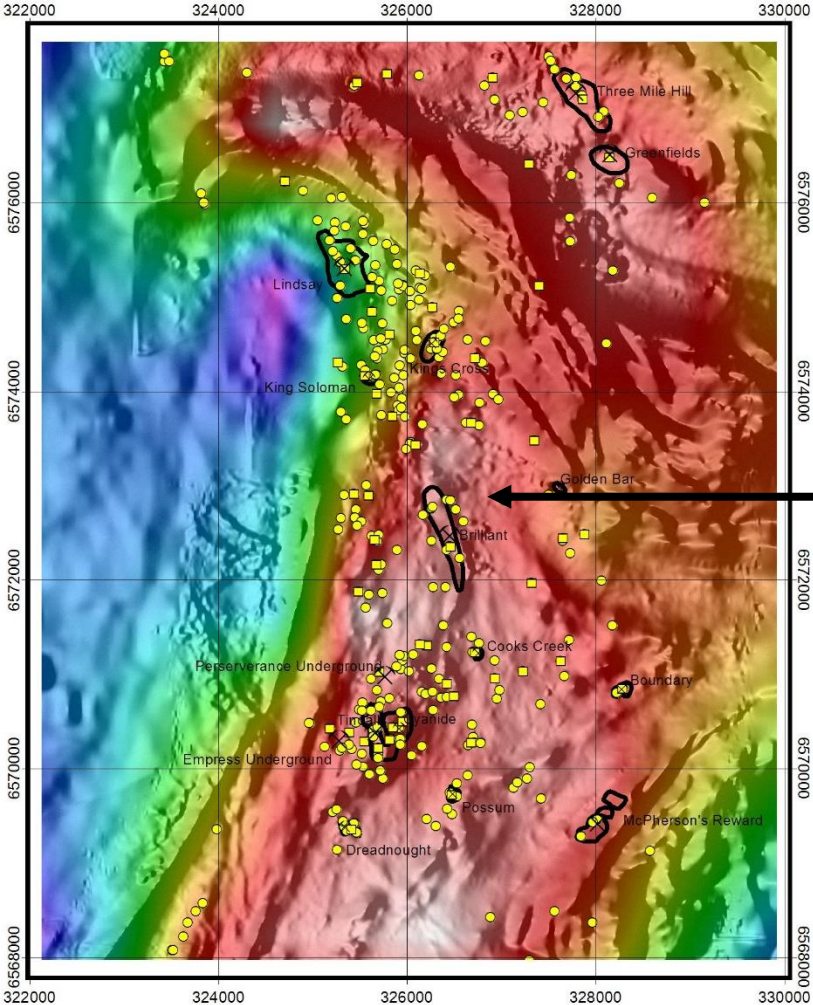 322000 324000 326000 328000 330000
Three Mile Hill
Greenfields
6576000 6576000
Lindsay
Kings Cross
King Soloman
6574000 6574000
Golden Bar
Brilliant
6572000 6572000
Cooks Creek
Perserverance Underground
Boundary
Cyanide
Empress Underground
6570000 6570000
Possum
McPherson's Reward
Dreadnought
6568000 6568000
322000 324000 326000 328000 330000